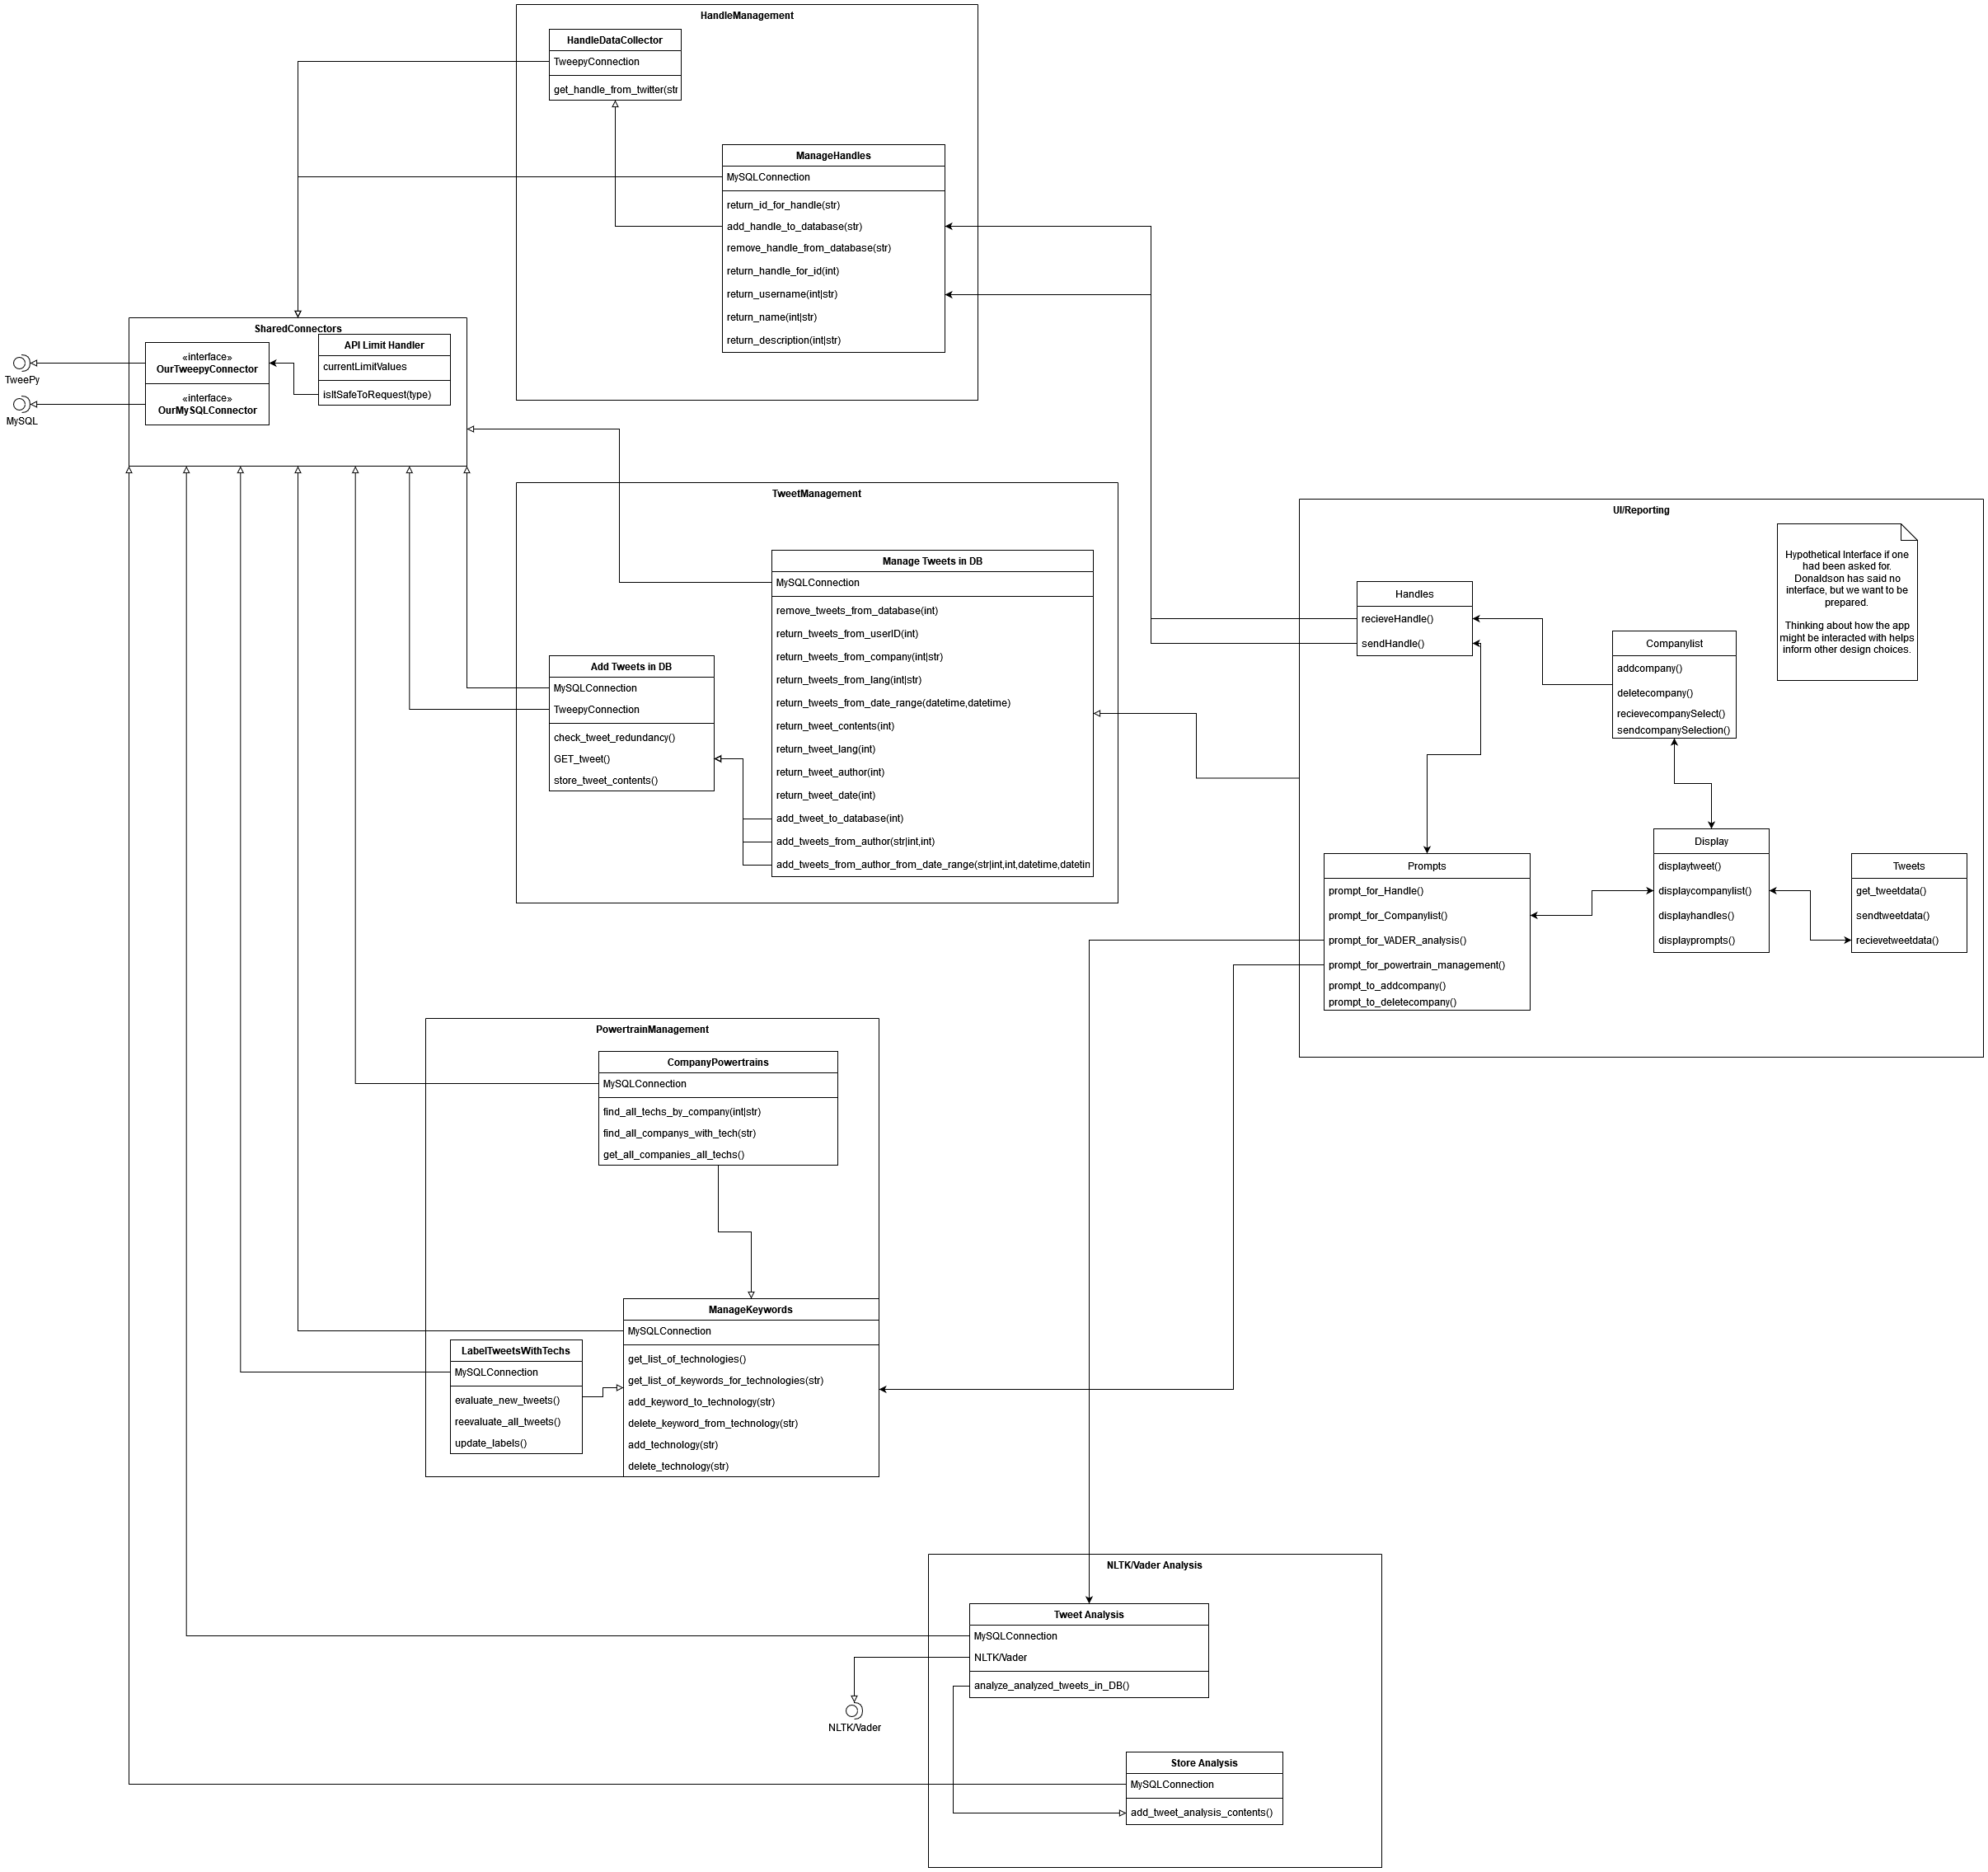 HandleManagement
HandleDataCollector
TweepyConnection
get_handle_from_twitter(str
ManageHandles
MySQLConnection
return_id_for_handle(str)
add_handle_to_database(str)
remove_handle_from_database(str)
return_handle_for_id(int)
return_username(int|str)
return_name(int|str)
return_description(int|str)
SharedConnectors
«interface»
OurTweepyConnector
«interface»
OurMySQLConnector
API Limit Handler
currentLimitValues
isItSafeToRequest(type)
TweePy
MySQL
TweetManagement
Manage Tweets in DB
MySQLConnection
remove_tweets_from_database(int)
return_tweets_from_userID(int)
return_tweets_from_company(int|str)
return_tweets_from_lang(int|str)
return_tweets_from_date_range(datetime,datetime)
return_tweet_contents(int)
return_tweet_lang(int)
return_tweet_author(int)
return_tweet_date(int)
add_tweet_to_database(int)
add_tweets_from_author(str|int,int)
add_tweets_from_author_from_date_range(str|int,int,datetime,datetin
Add Tweets in DB
MySQLConnection
TweepyConnection
check_tweet_redundancy()
GET_tweet()
store_tweet_contents()
UI/Reporting
Hypothetical Interface if one
had been asked for.
Donaldson has said no
interface, but we want to be
prepared.
Thinking about how the app
might be interacted with helps
inform other design choices.
Handles
recieveHandle()
sendHandle()
Companylist
addcompany()
deletecompany()
recievecompanySelect()
sendcompanySelection()
Prompts
prompt_for_Handle()
prompt_for_Companylist()
prompt_for_VADER_analysis()
prompt_for_powertrain_management()
prompt_to_addcompany()
prompt_to_deletecompany()
Display
displaytweet()
displaycompanylist()
displayhandles()
displayprompts()
Tweets
get_tweetdata()
sendtweetdata()
recievetweetdata()
PowertrainManagement
CompanyPowertrains
MySQLConnection
find_all_techs_by_company(int|str)
find_all_companys_with_tech(str)
get_all_companies_all_techs()
ManageKeywords
MySQLConnection
get_list_of_technologies()
get_list_of_keywords_for_technologies(str)
add_keyword_to_technology(str)
delete_keyword_from_technology(str)
add_technology(str)
delete_technology(str)
LabelTweetsWithTechs
MySQLConnection
evaluate_new_tweets()
reevaluate_all_tweets()
update_labels()
NLTK/Vader Analysis
Tweet Analysis
MySQLConnection
NLTK/Vader
analyze_analyzed_tweets_in_DB()
NLTK/Vader
Store Analysis
MySQLConnection
add_tweet_analysis_contents()